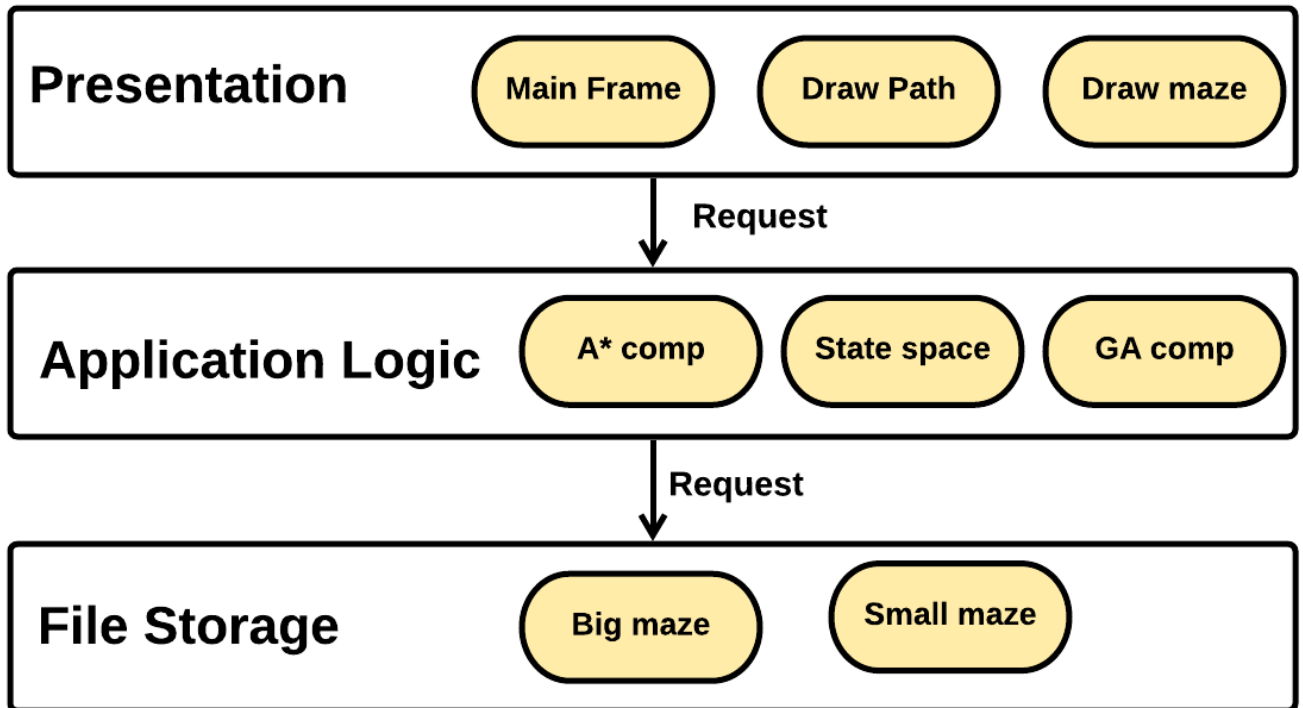 Presentation
Main Frame
Draw Path
Draw maze
Request
Application Logic
A* comp
State space
GA comp
Request
File Storage
Big maze
Small maze